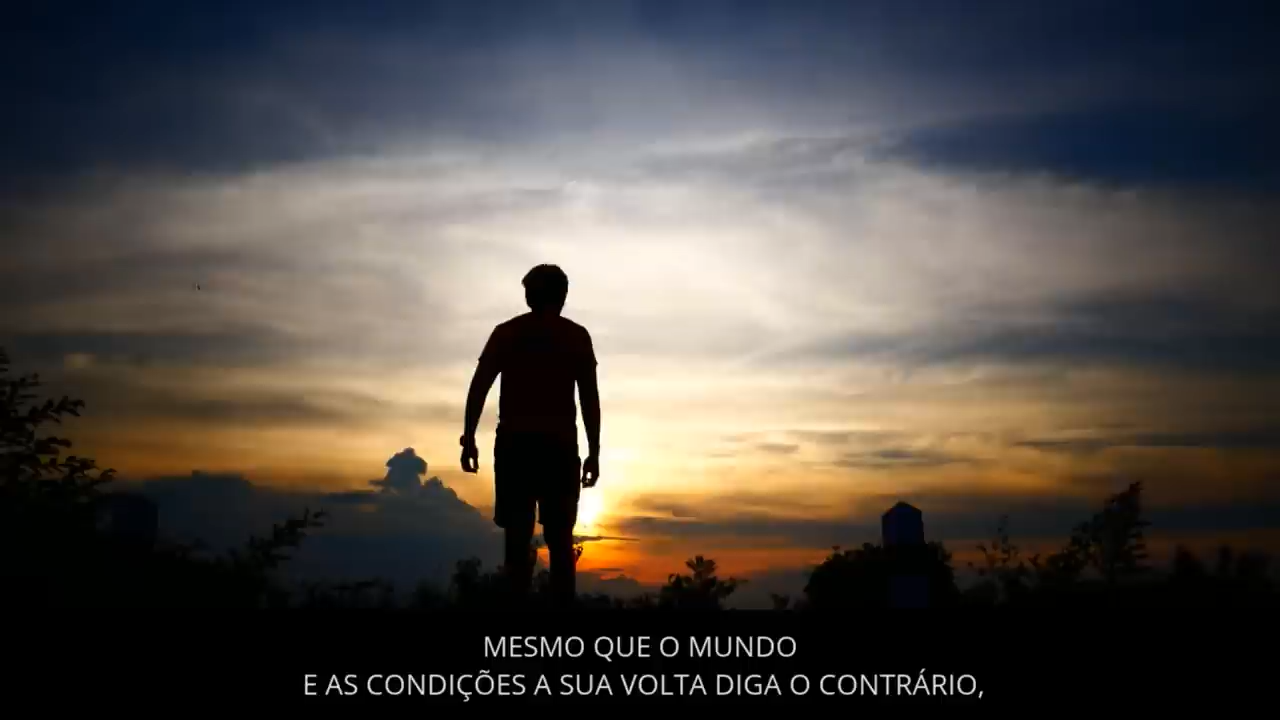 MESMO QUE O MUNDO
E AS CONDIÇÕES A SUA VOLTA DIGA O CONTRÁRIO,